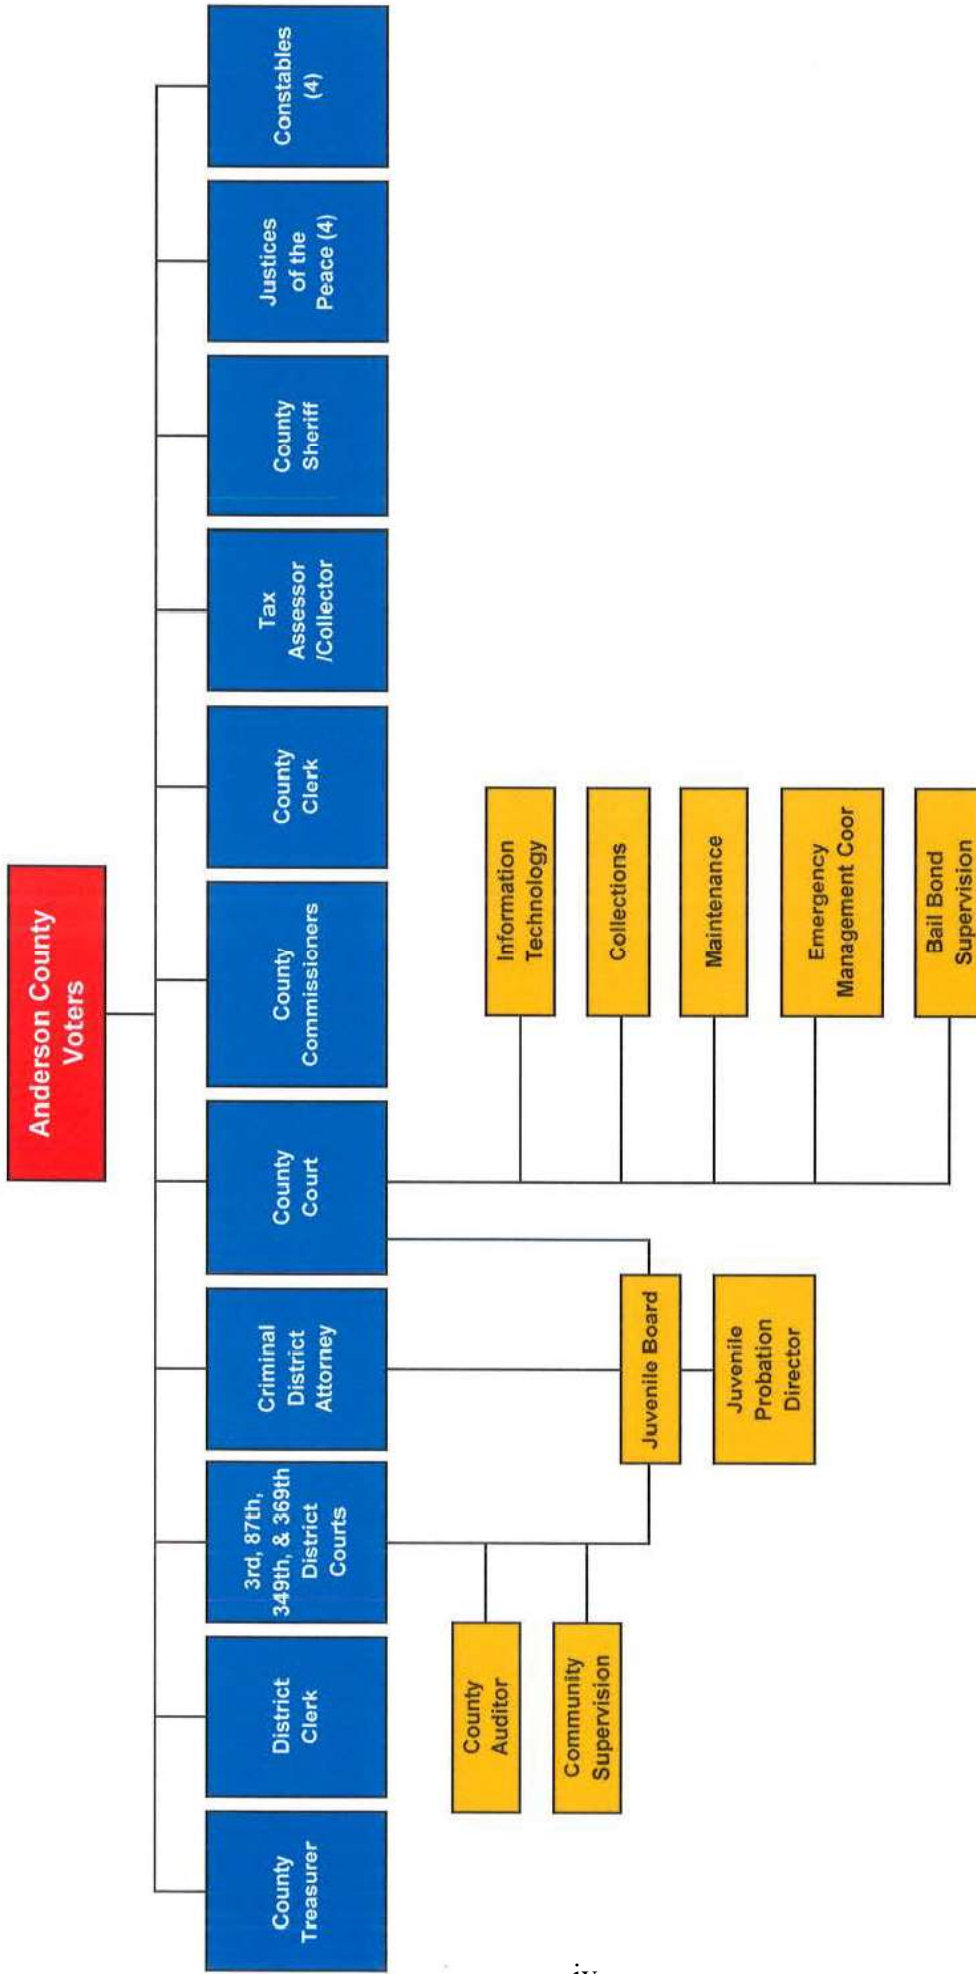 Anderson County
Voters
County
Treasurer
District
Clerk
3rd, 87th,
349th, & 369th
District
Courts
Criminal
District
Attorney
County
Court
County
Commissioners
County
Clerk
Tax
Assessor
/Collector
County
Sheriff
Justices
of the
Peace (4)
Constables
(4)
County
Auditor
Community
Supervision
Juvenile Board
Juvenile
Probation
Director
Information
Technology
Collections
Maintenance
Emergency
Management Coor
Bail Bond
Supervision
iv